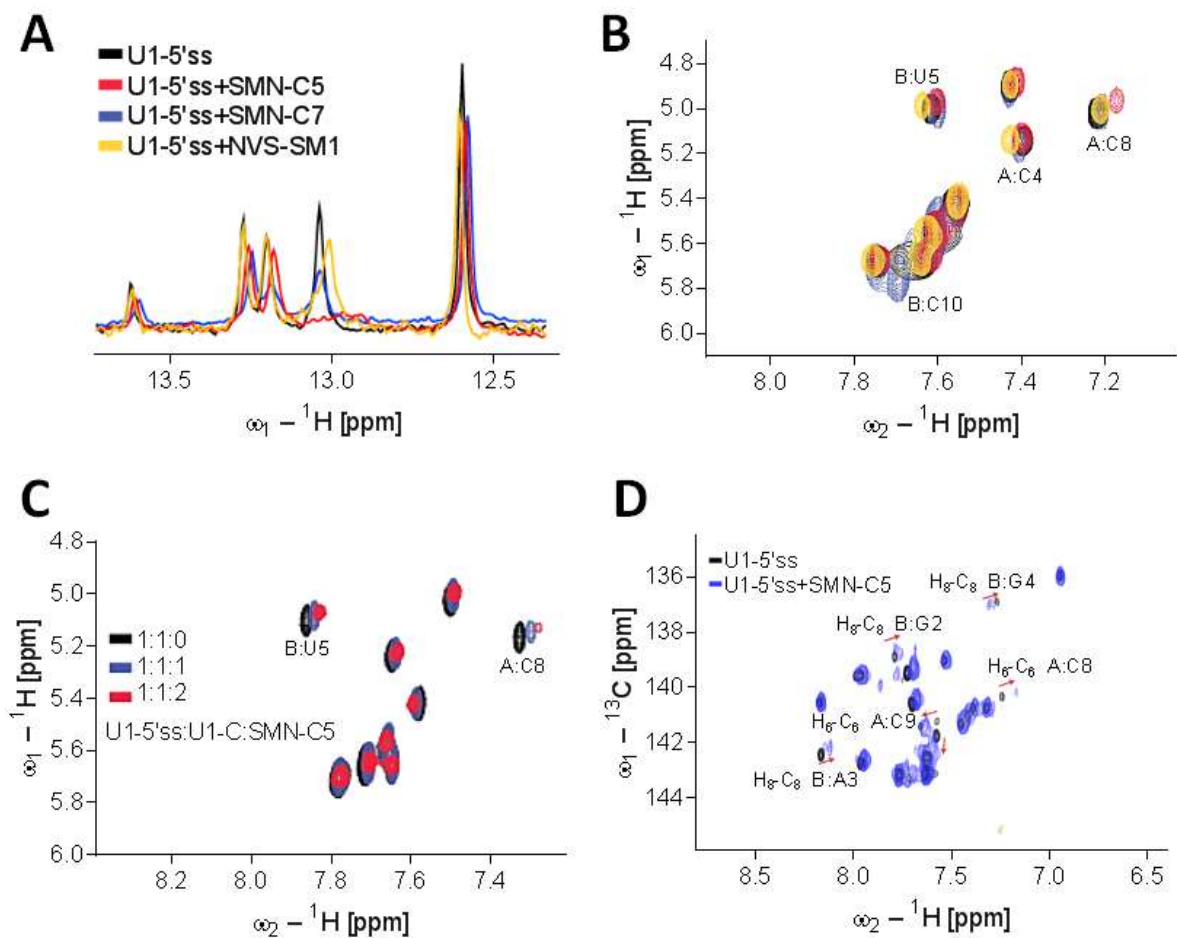 A
U1-5'ss
U1-5'ss+SMN-C5
U1-5'ss+SMN-C7
U1-5'ss+NVS-SM1
13.5 13.0 12.5
ω₁ – ¹H [ppm]
B
4.8
5.0
5.2
5.4
5.6
5.8
6.0
ω₁ – ¹H [ppm]
B:U5
A:C8
A:C4
B:C10
8.0 7.8 7.6 7.4 7.2
ω₂ – ¹H [ppm]
C
4.8
5.0
5.2
5.4
5.6
5.8
6.0
ω₁ – ¹H [ppm]
B:U5
A:C8
1:1:0
1:1:1
1:1:2
U1-5'ss:U1-C:SMN-C5
8.2 8.0 7.8 7.6 7.4
ω₂ – ¹H [ppm]
D
U1-5'ss
U1-5'ss+SMN-C5
136
138
140
142
144
ω₁ – ¹³C [ppm]
H₈-C₈ B:G4
H₈-C₈ B:G2
H₆-C₆ A:C8
H₆-C₆ A:C9
H₈-C₈ B:A3
8.5 8.0 7.5 7.0 6.5
ω₂ – ¹H [ppm]